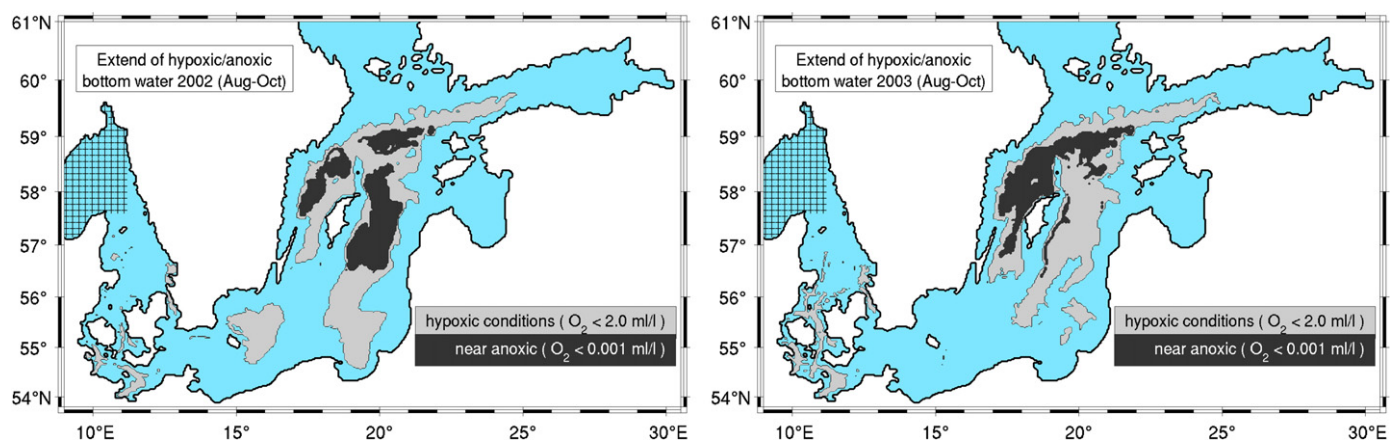 Extend of hypoxic/anoxic
bottom water 2002 (Aug-Oct)
61°N
60°
59°
58°
57°
56°
55°
54°N
hypoxic conditions ( O2 < 2.0 ml/l )
near anoxic ( O2 < 0.001 ml/l )
10°E
15°
20°
25°
30°E
Extend of hypoxic/anoxic
bottom water 2003 (Aug-Oct)
61°N
60°
59°
58°
57°
56°
55°
54°N
hypoxic conditions ( O2 < 2.0 ml/l )
near anoxic ( O2 < 0.001 ml/l )
10°E
15°
20°
25°
30°E